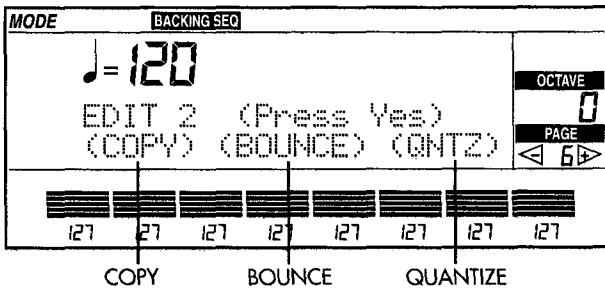 MODE BACKING SEQ
♩=120
OCTAVE
0
EDIT 2 (Press Yes)
PAGE
(COPY) (BOUNCE) (QNTZ)
- 6 +
127 127 127 127 127 127 127 127
COPY BOUNCE QUANTIZE